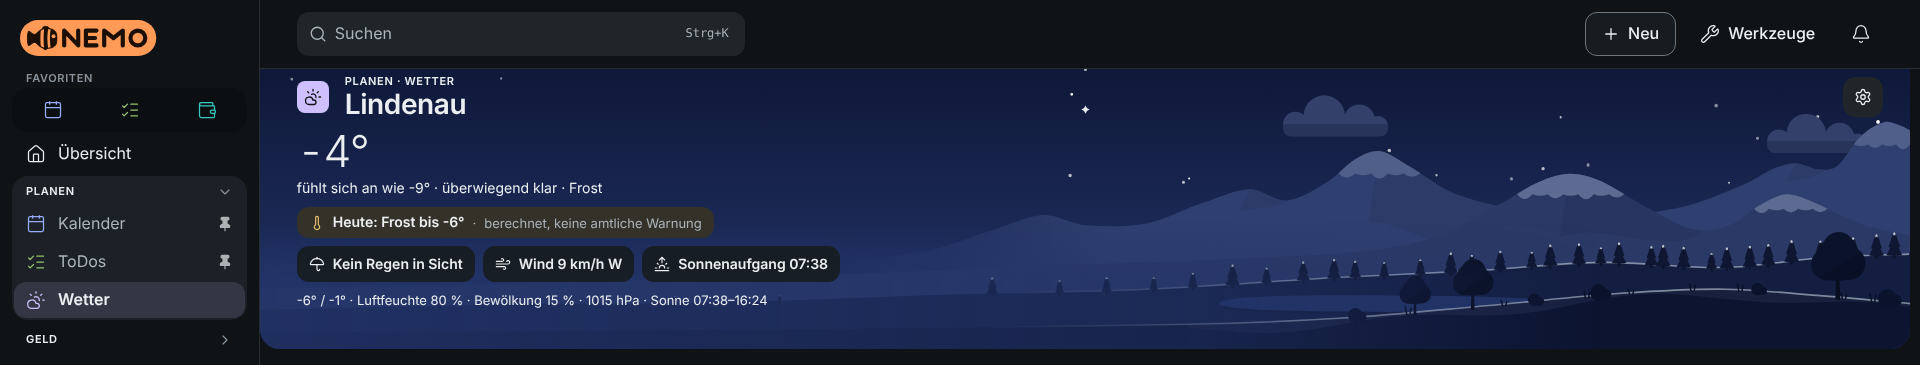 NEMO
FAVORITEN
Übersicht
PLANEN
Kalender
ToDos
Wetter
GELD
Suchen
Strg+K
Neu
Werkzeuge
PLANEN · WETTER
Lindenau
-4°
fühlt sich an wie -9° · überwiegend klar · Frost
Heute: Frost bis -6° · berechnet, keine amtliche Warnung
Kein Regen in Sicht
Wind 9 km/h W
Sonnenaufgang 07:38
-6° / -1° · Luftfeuchte 80 % · Bewölkung 15 % · 1015 hPa · Sonne 07:38–16:24